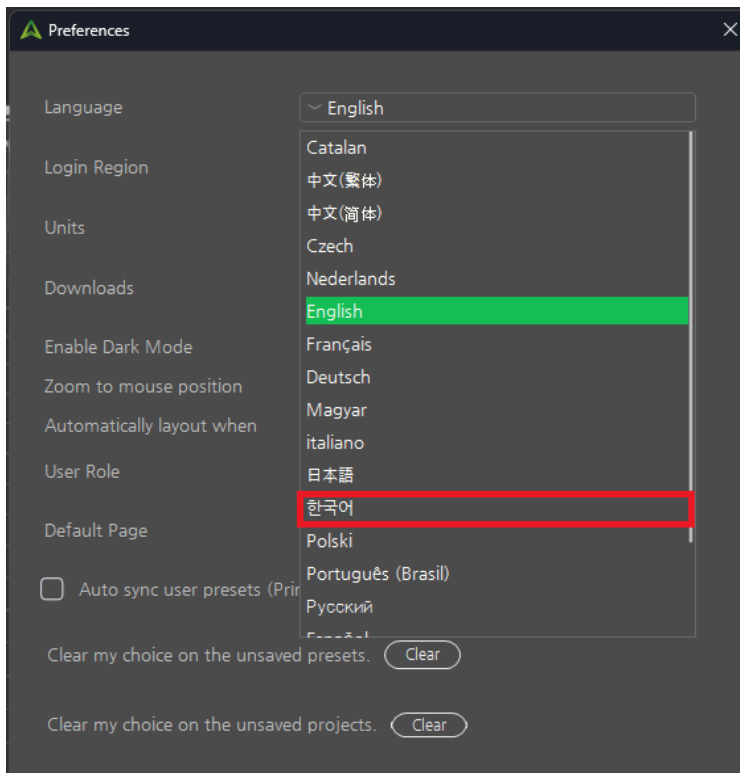 Preferences
Language
English
Login Region
Units
Downloads
Enable Dark Mode
Zoom to mouse position
Automatically layout when
User Role
Default Page
Catalan
中文(繁体)
中文(简体)
Czech
Nederlands
English
Français
Deutsch
Magyar
italiano
日本語
한국어
Polski
Português (Brasil)
Русский
Español
Auto sync user presets (Prin
Clear my choice on the unsaved presets. Clear
Clear my choice on the unsaved projects. Clear